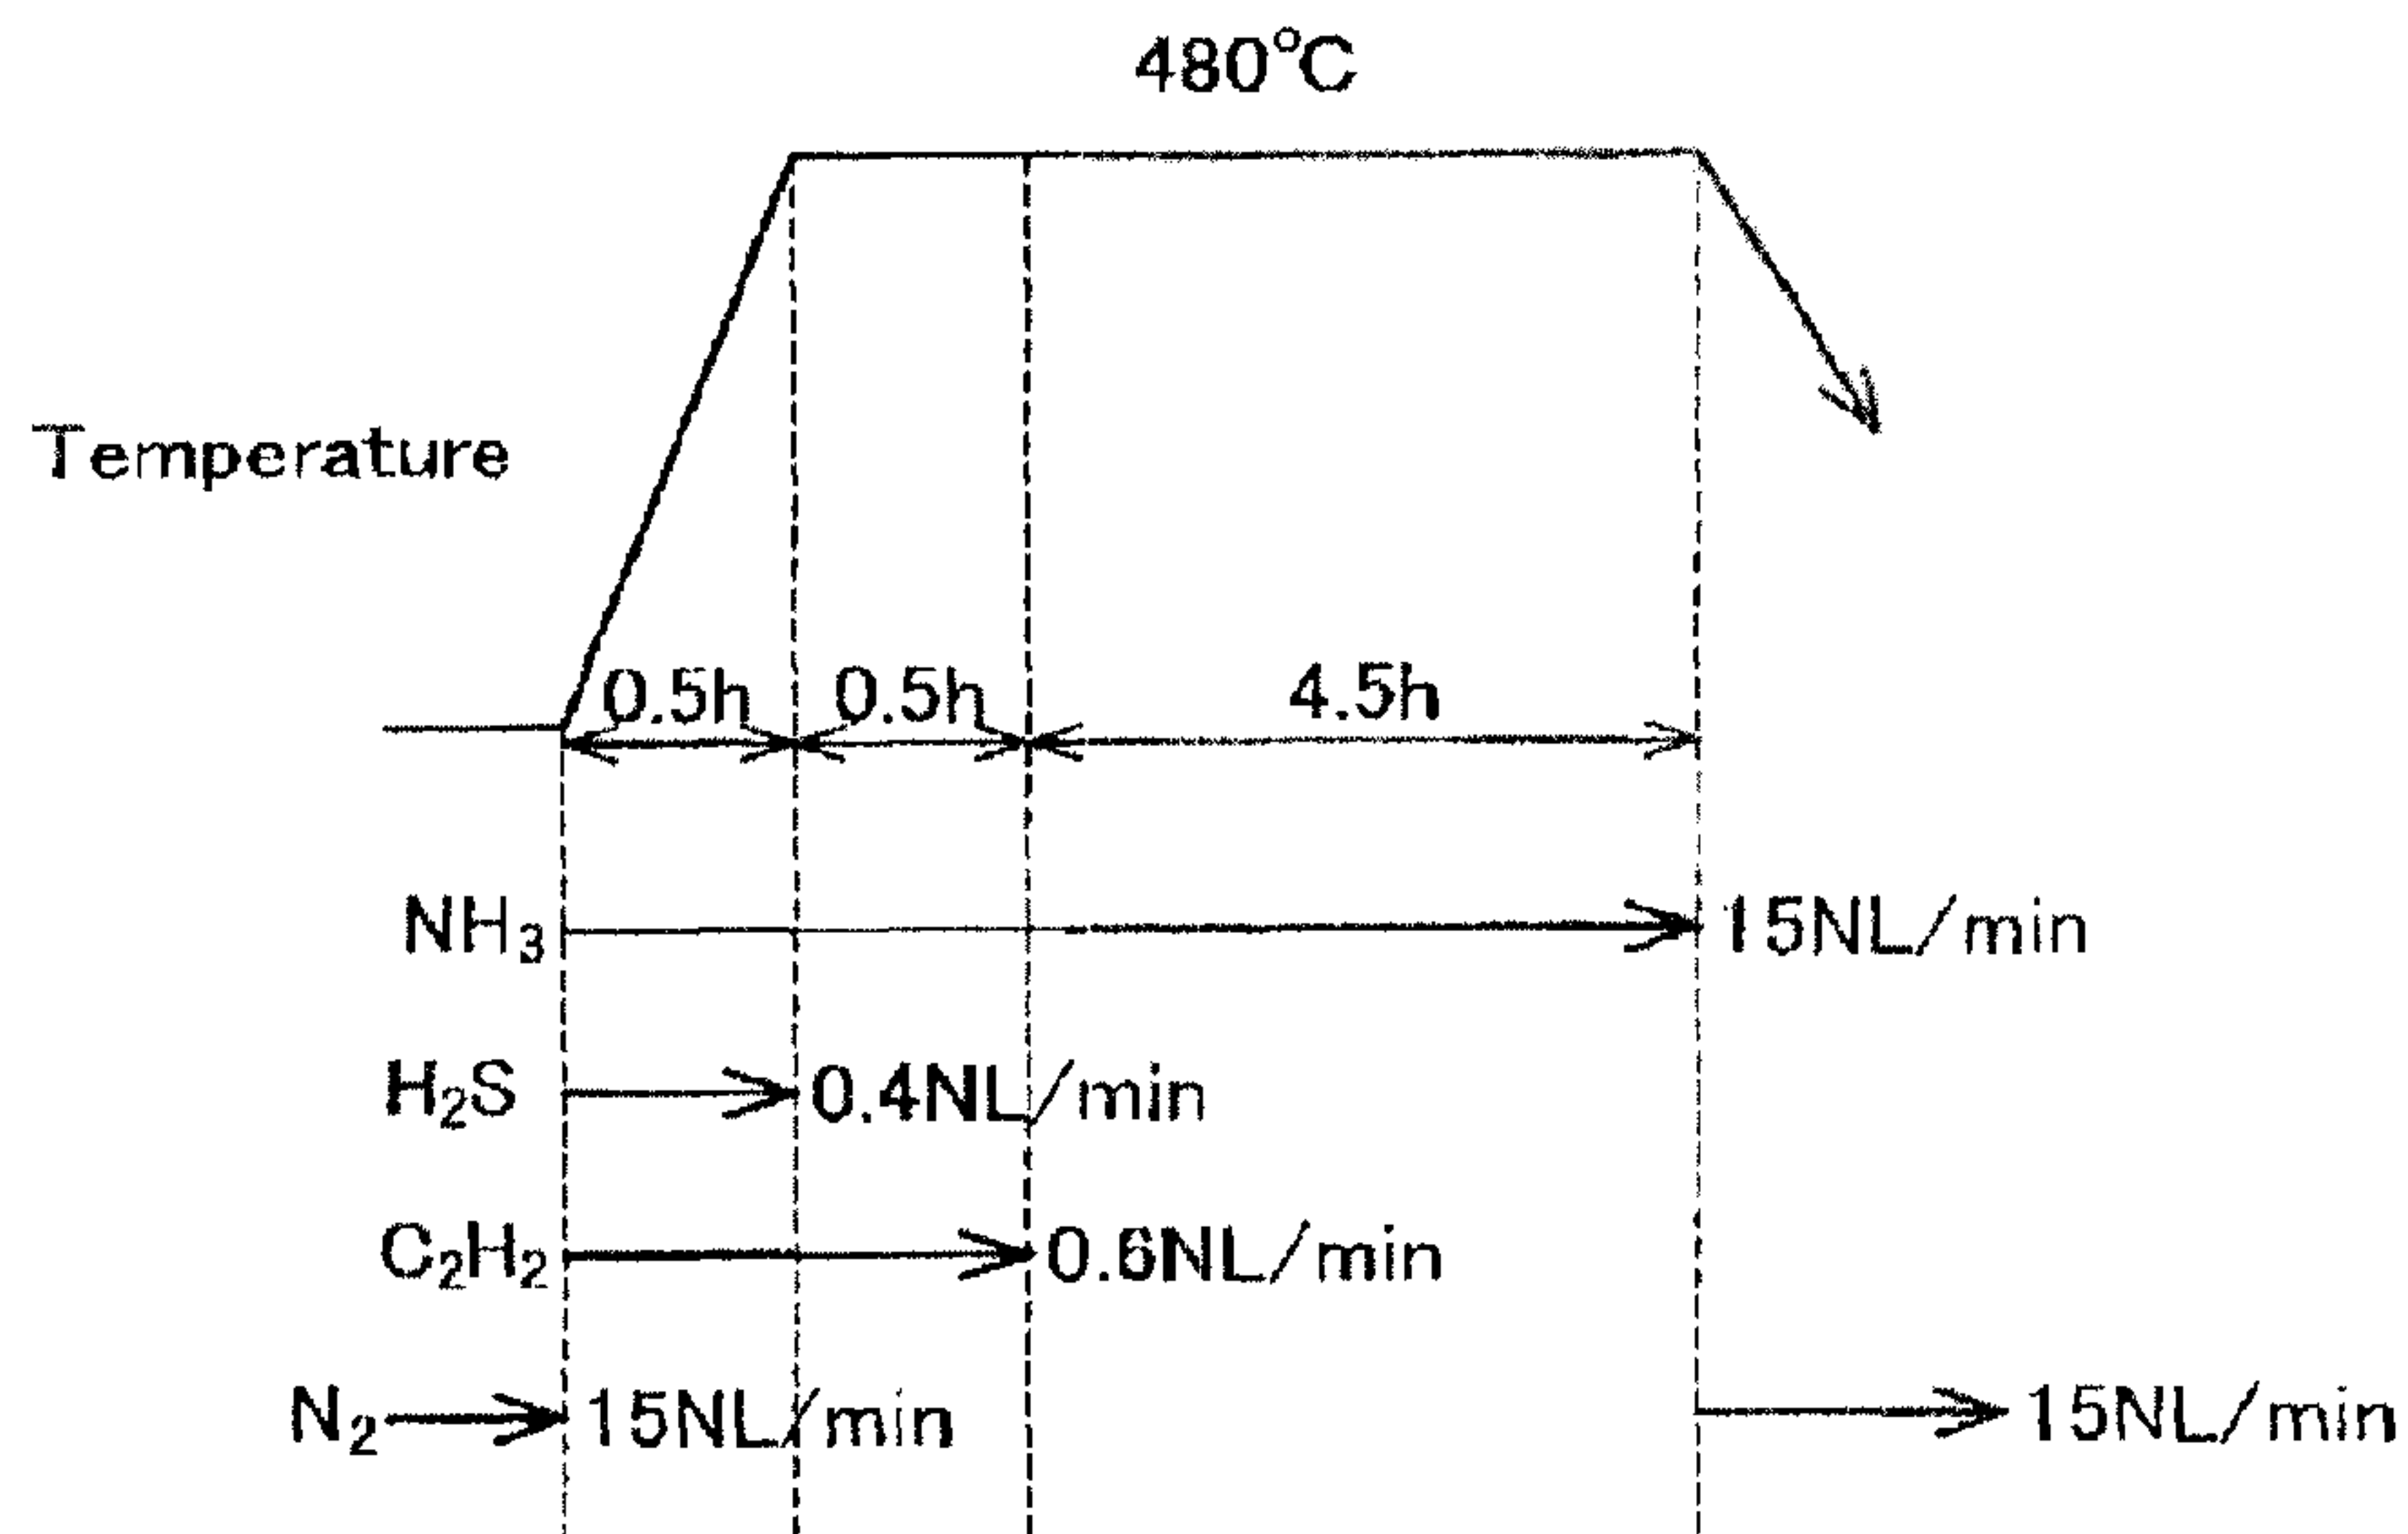 480°C
Temperature
0.5h 0.5h 4.5h
NH₃ 15NL/min
H₂S 0.4NL/min
C₂H₂ 0.6NL/min
N₂ 15NL/min 15NL/min